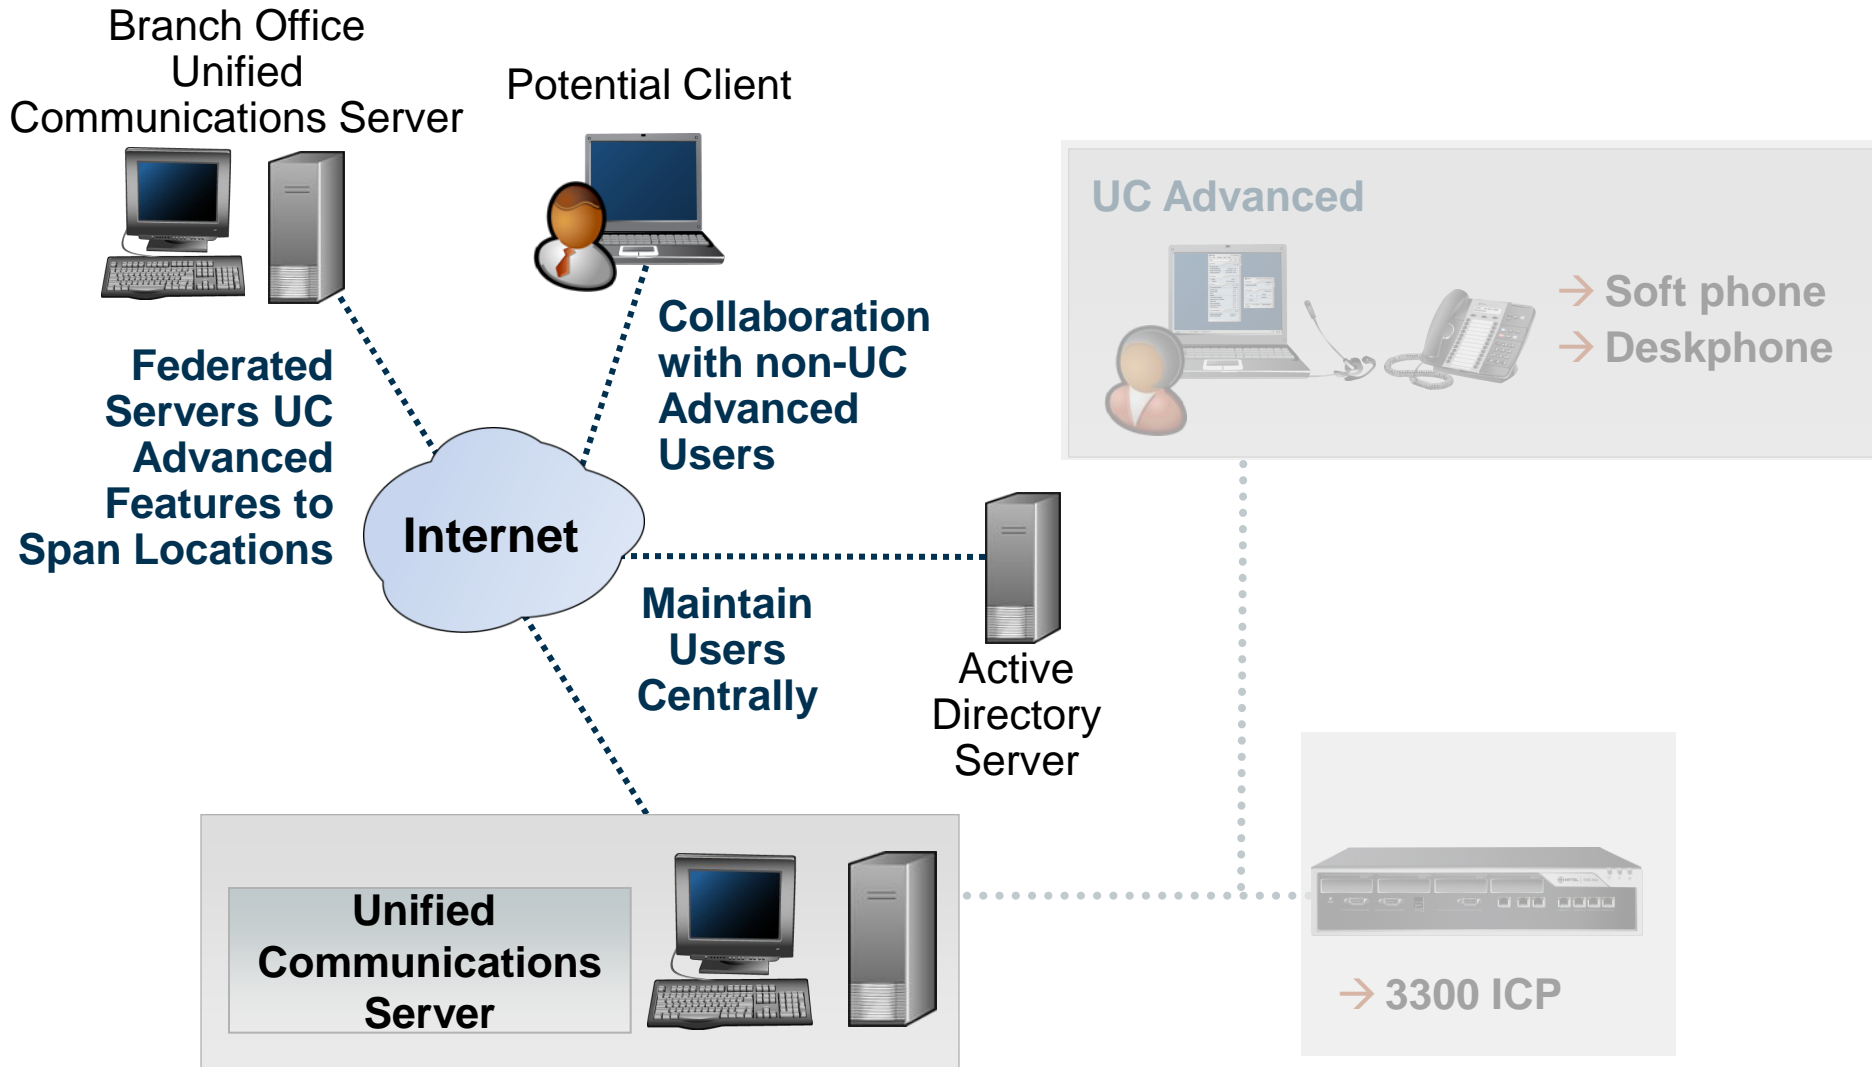 Branch Office
Unified
Communications Server
Potential Client
UC Advanced
→ Soft phone
→ Deskphone
Collaboration
with non-UC
Advanced
Users
Federated
Servers UC
Advanced
Features to
Span Locations
Internet
Maintain
Users
Centrally
Active
Directory
Server
Unified
Communications
Server
→ 3300 ICP